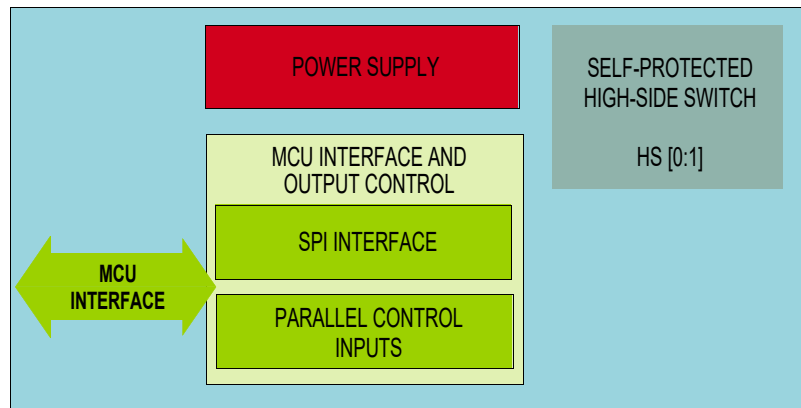 POWER SUPPLY
SELF-PROTECTED
HIGH-SIDE SWITCH
HS [0:1]
MCU INTERFACE AND
OUTPUT CONTROL
SPI INTERFACE
MCU
INTERFACE
PARALLEL CONTROL
INPUTS